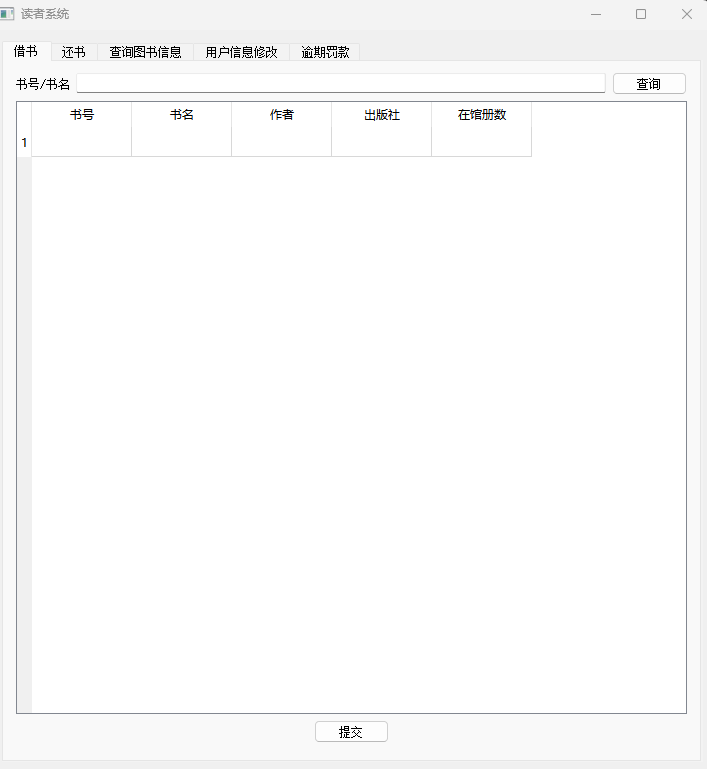 读者系统
借书 还书 查询图书信息 用户信息修改 逾期罚款
书号/书名 查询
书号 书名 作者 出版社 在馆册数
1
提交